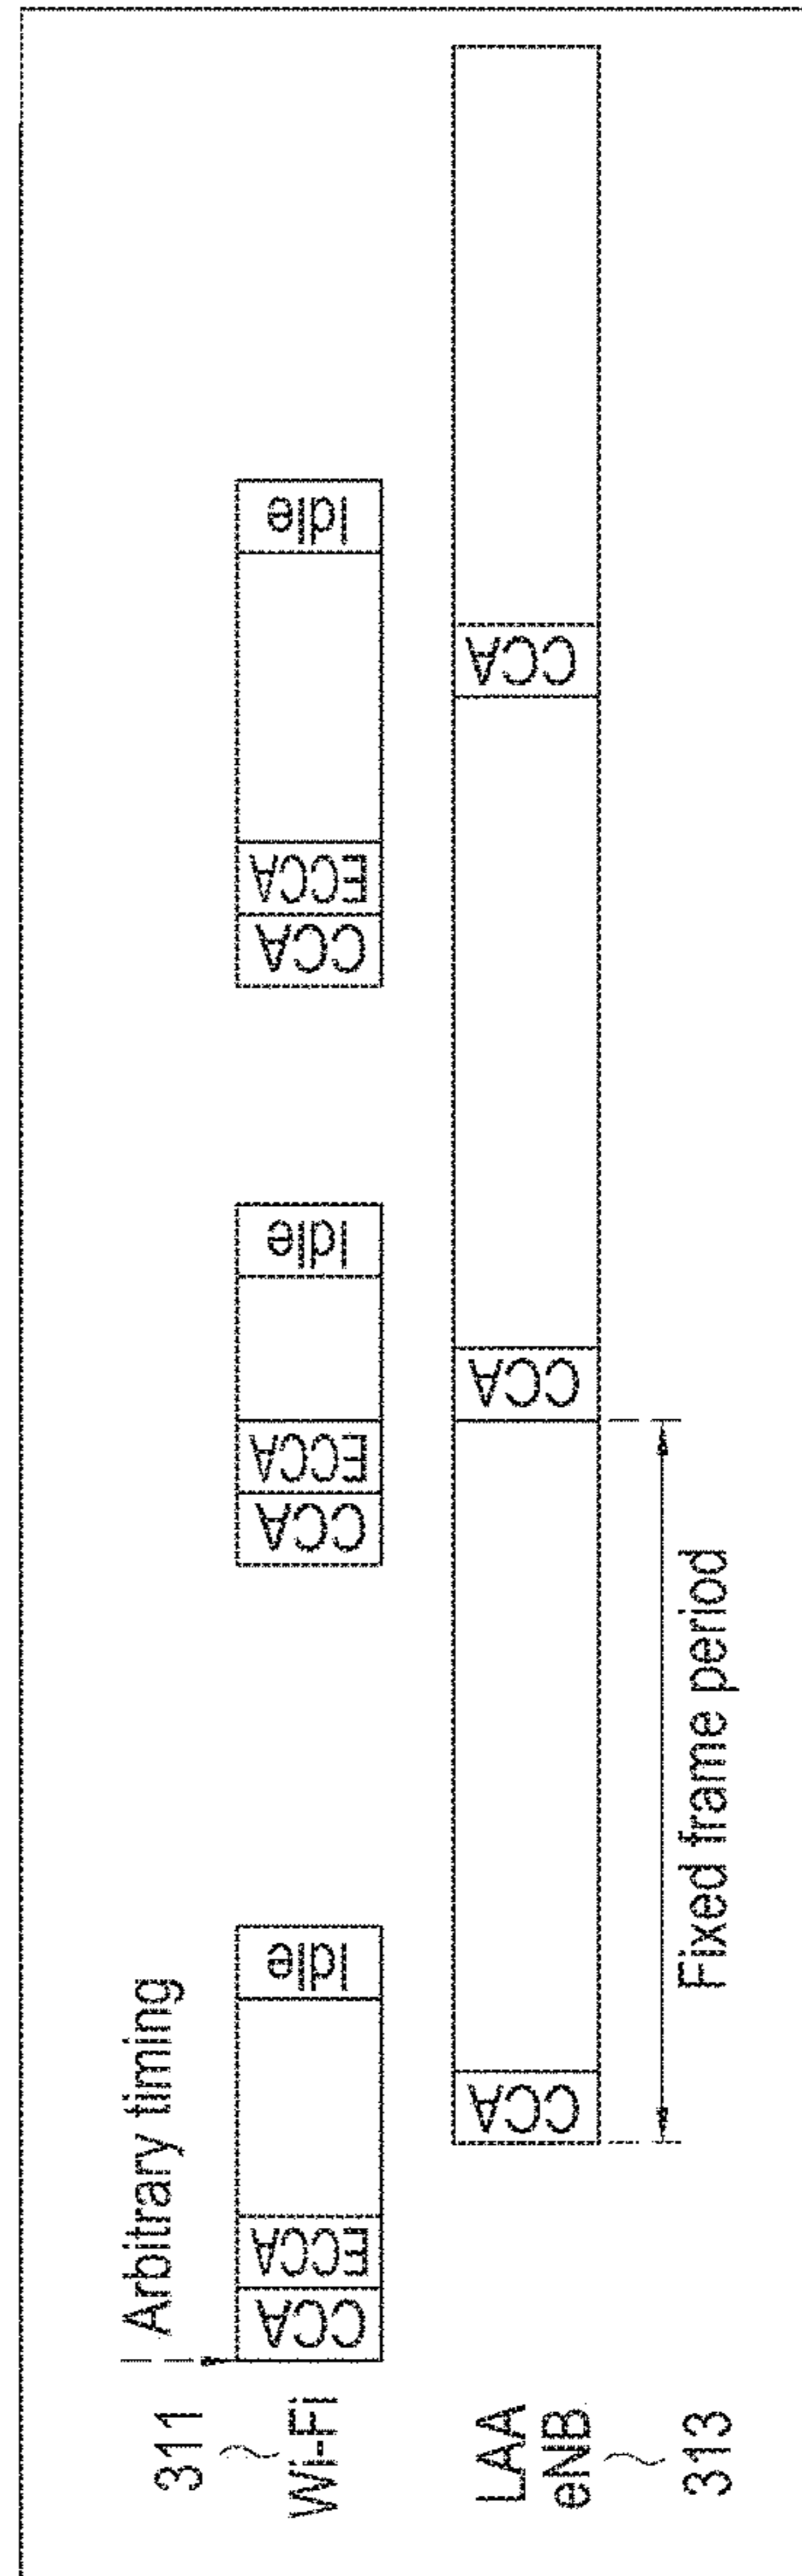 Arbitrary timing
311
Wi-Fi
CCA
ECCA
Idle
CCA
ECCA
Idle
CCA
ECCA
Idle
LAA
eNB
313
CCA
CCA
CCA
Fixed frame period